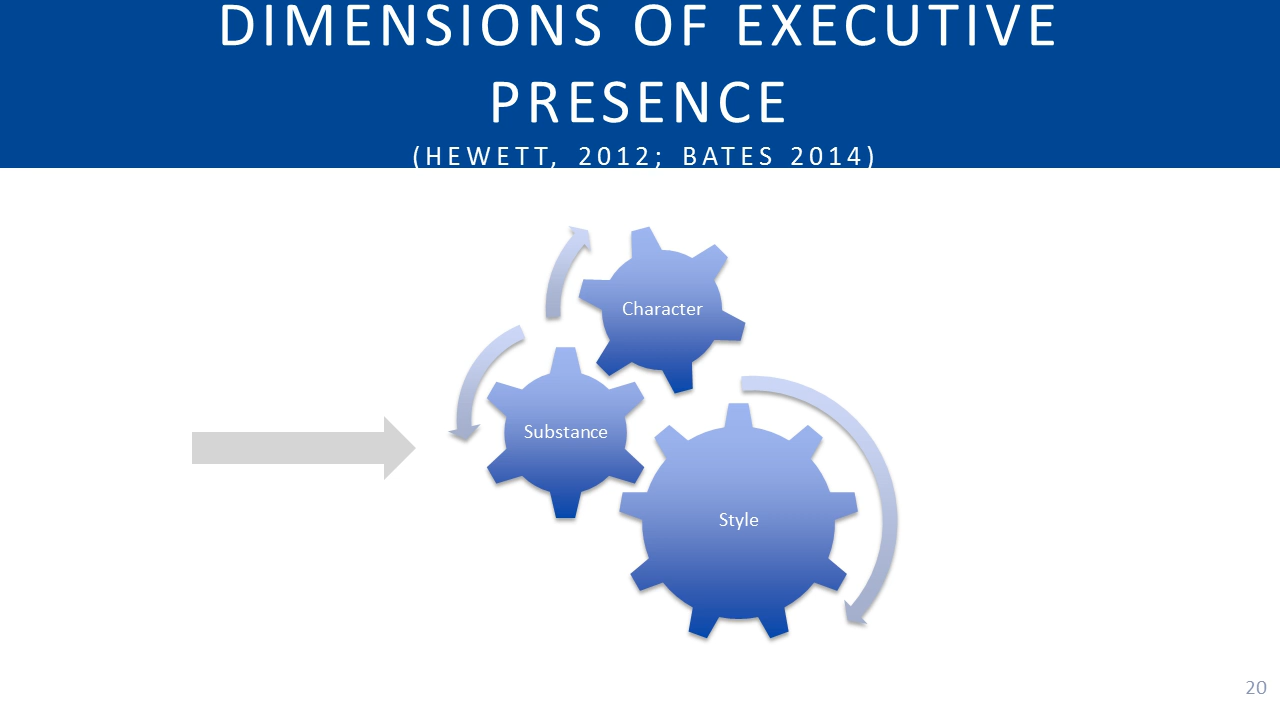 DIMENSIONS OF EXECUTIVE
PRESENCE
(HEWETT, 2012; BATES 2014)
Character
Substance
Style
20